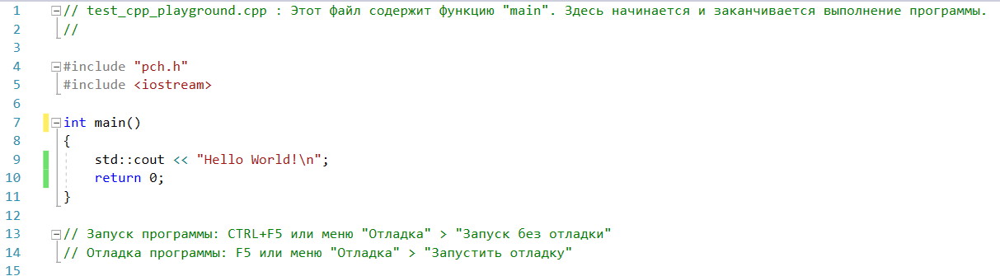 1 // test_cpp_playground.cpp : Этот файл содержит функцию "main". Здесь начинается и заканчивается выполнение программы.
2 //
3
4 #include "pch.h"
5 #include <iostream>
6
7 int main()
8 {
9     std::cout << "Hello World!\n";
10     return 0;
11 }
12
13 // Запуск программы: CTRL+F5 или меню "Отладка" > "Запуск без отладки"
14 // Отладка программы: F5 или меню "Отладка" > "Запустить отладку"
15